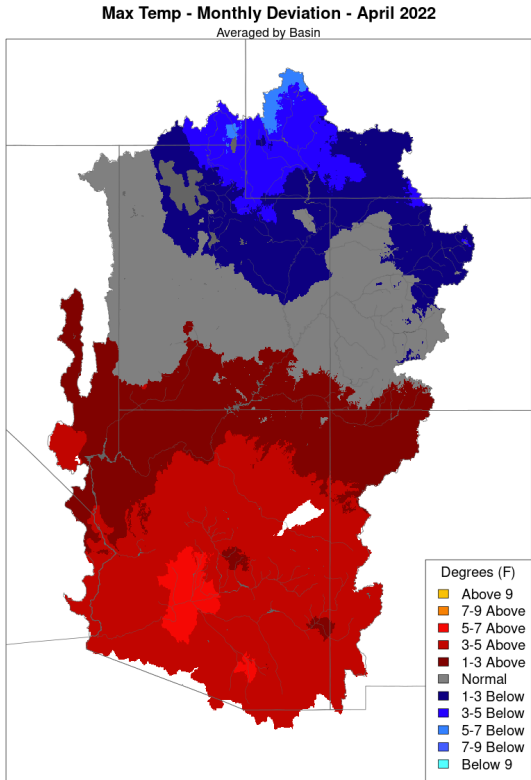 Max Temp - Monthly Deviation - April 2022
Averaged by Basin
Degrees (F)
Above 9
7-9 Above
5-7 Above
3-5 Above
1-3 Above
Normal
1-3 Below
3-5 Below
5-7 Below
7-9 Below
Below 9